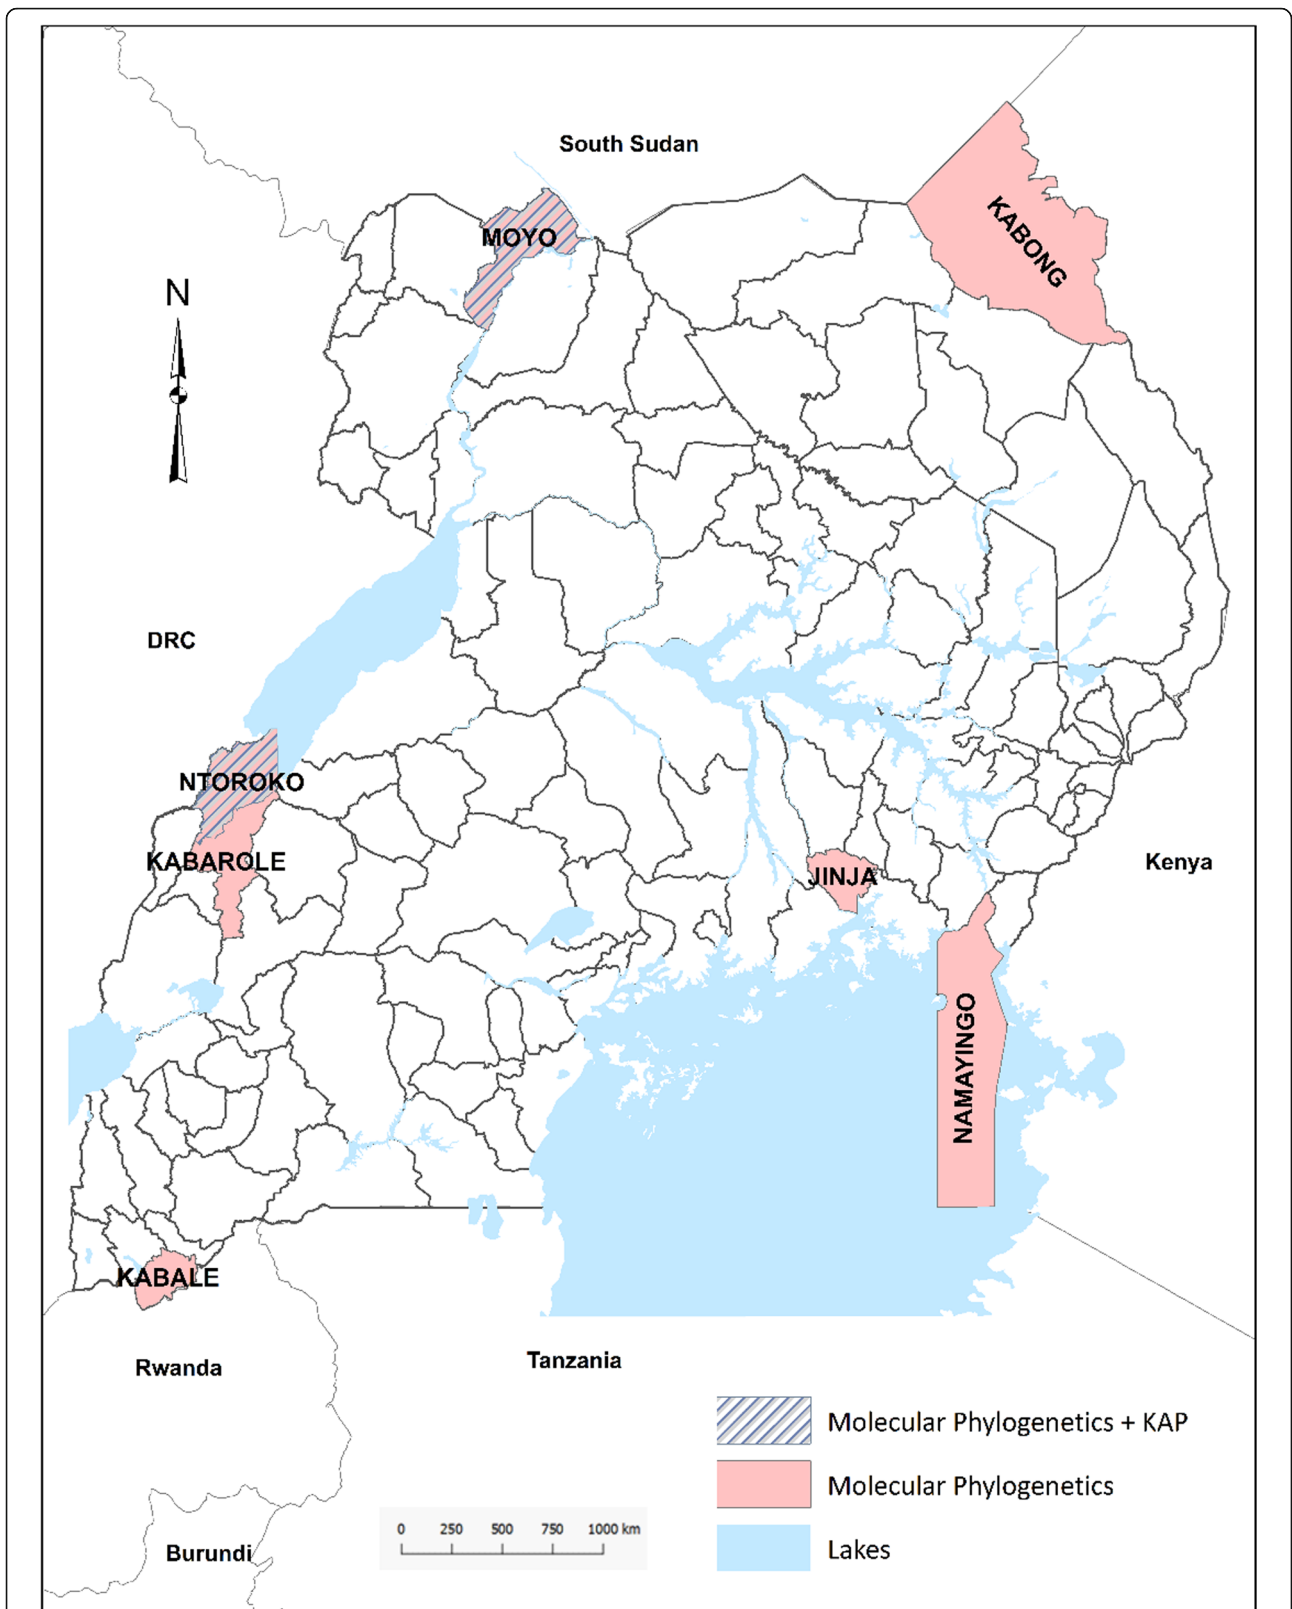 South Sudan
KABONG
MOYO
N
DRC
NTOROKO
KABAROLE
JINJA
Kenya
NAMAYINGO
KABALE
Rwanda
Tanzania
Molecular Phylogenetics + KAP
Molecular Phylogenetics
Lakes
0 250 500 750 1000 km
Burundi